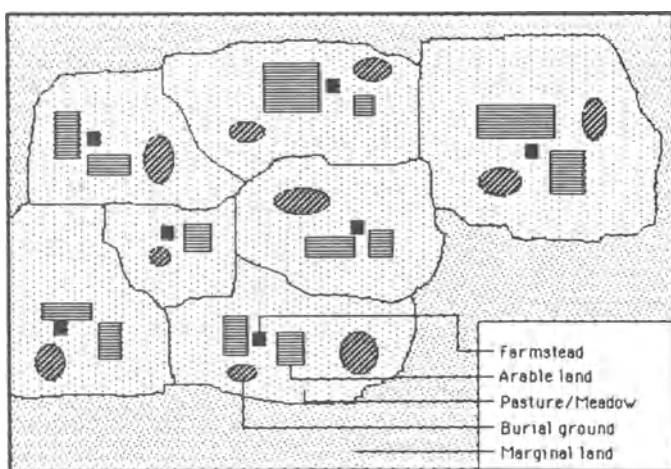 Farmstead
Arable land
Pasture/Meadow
Burial ground
Marginal land